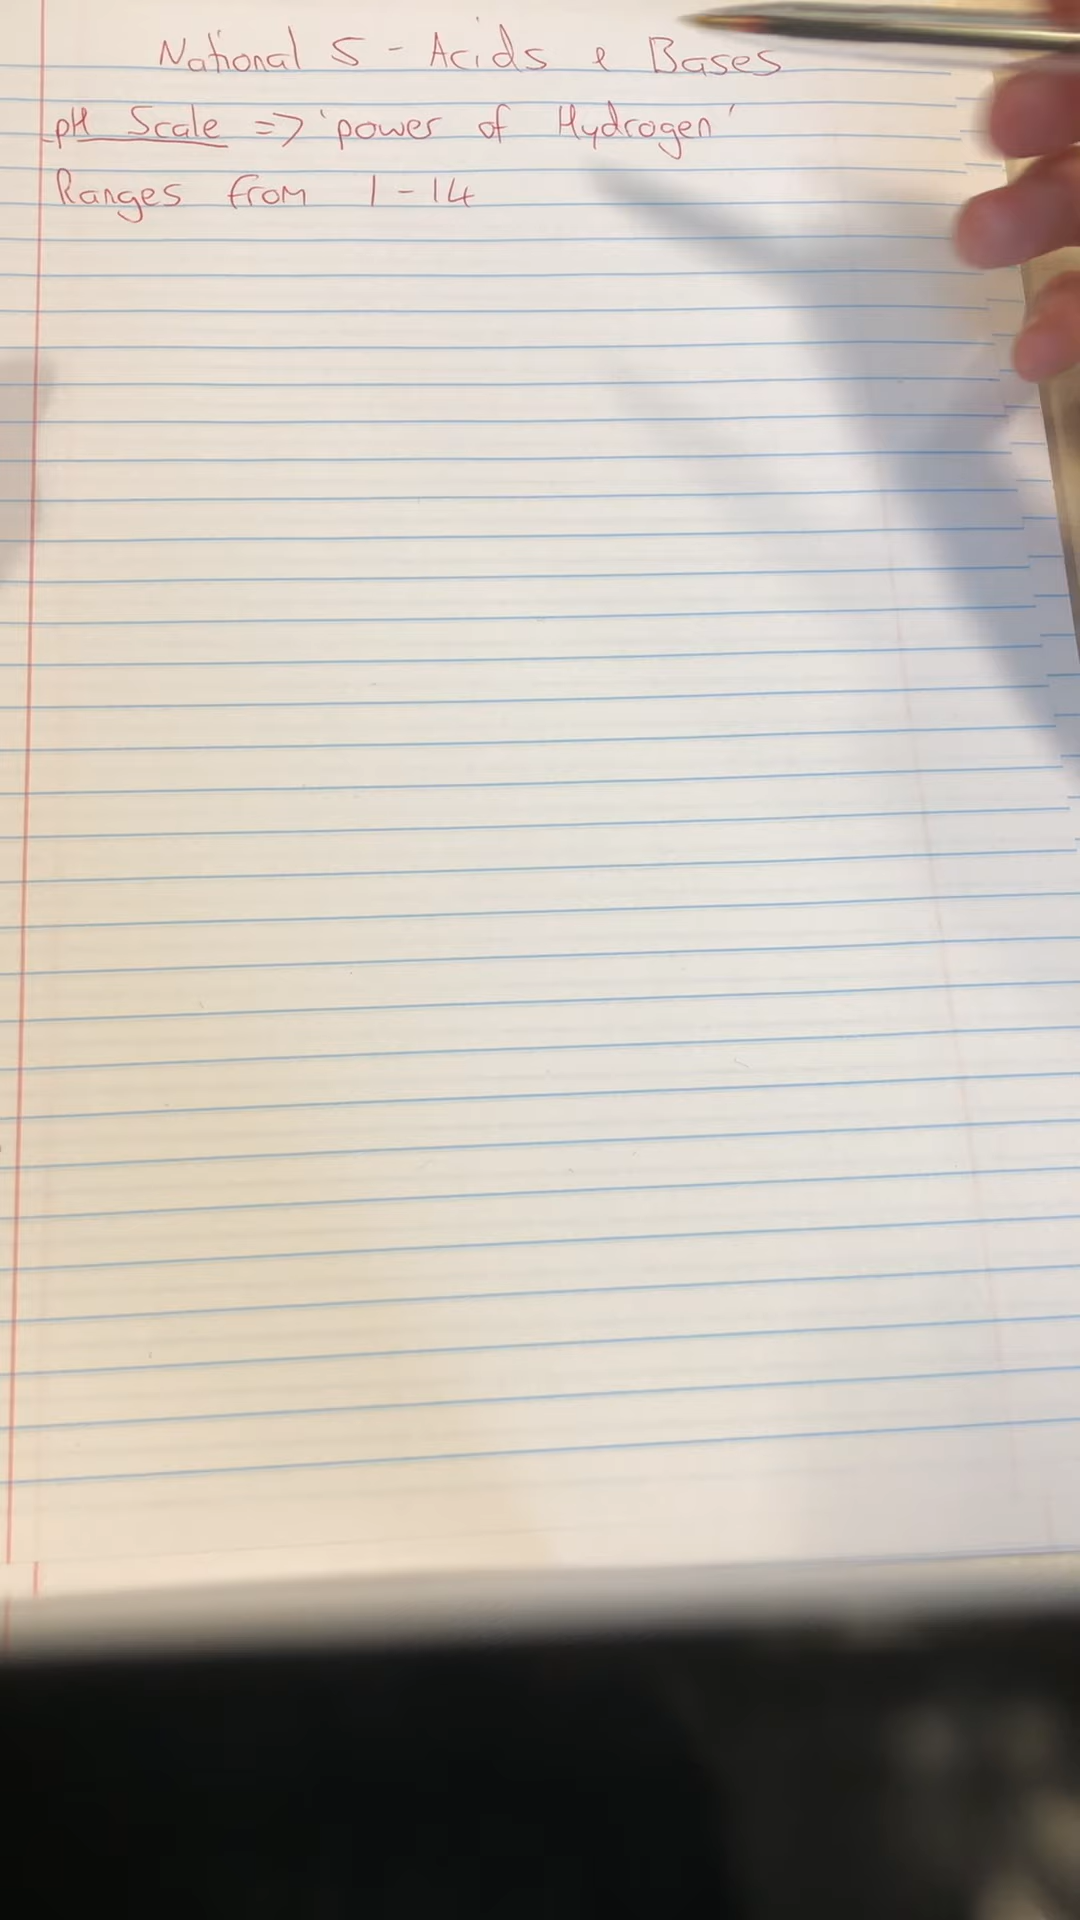 National 5 - Acids & Bases
pH Scale => 'power of Hydrogen'
Ranges from 1-14